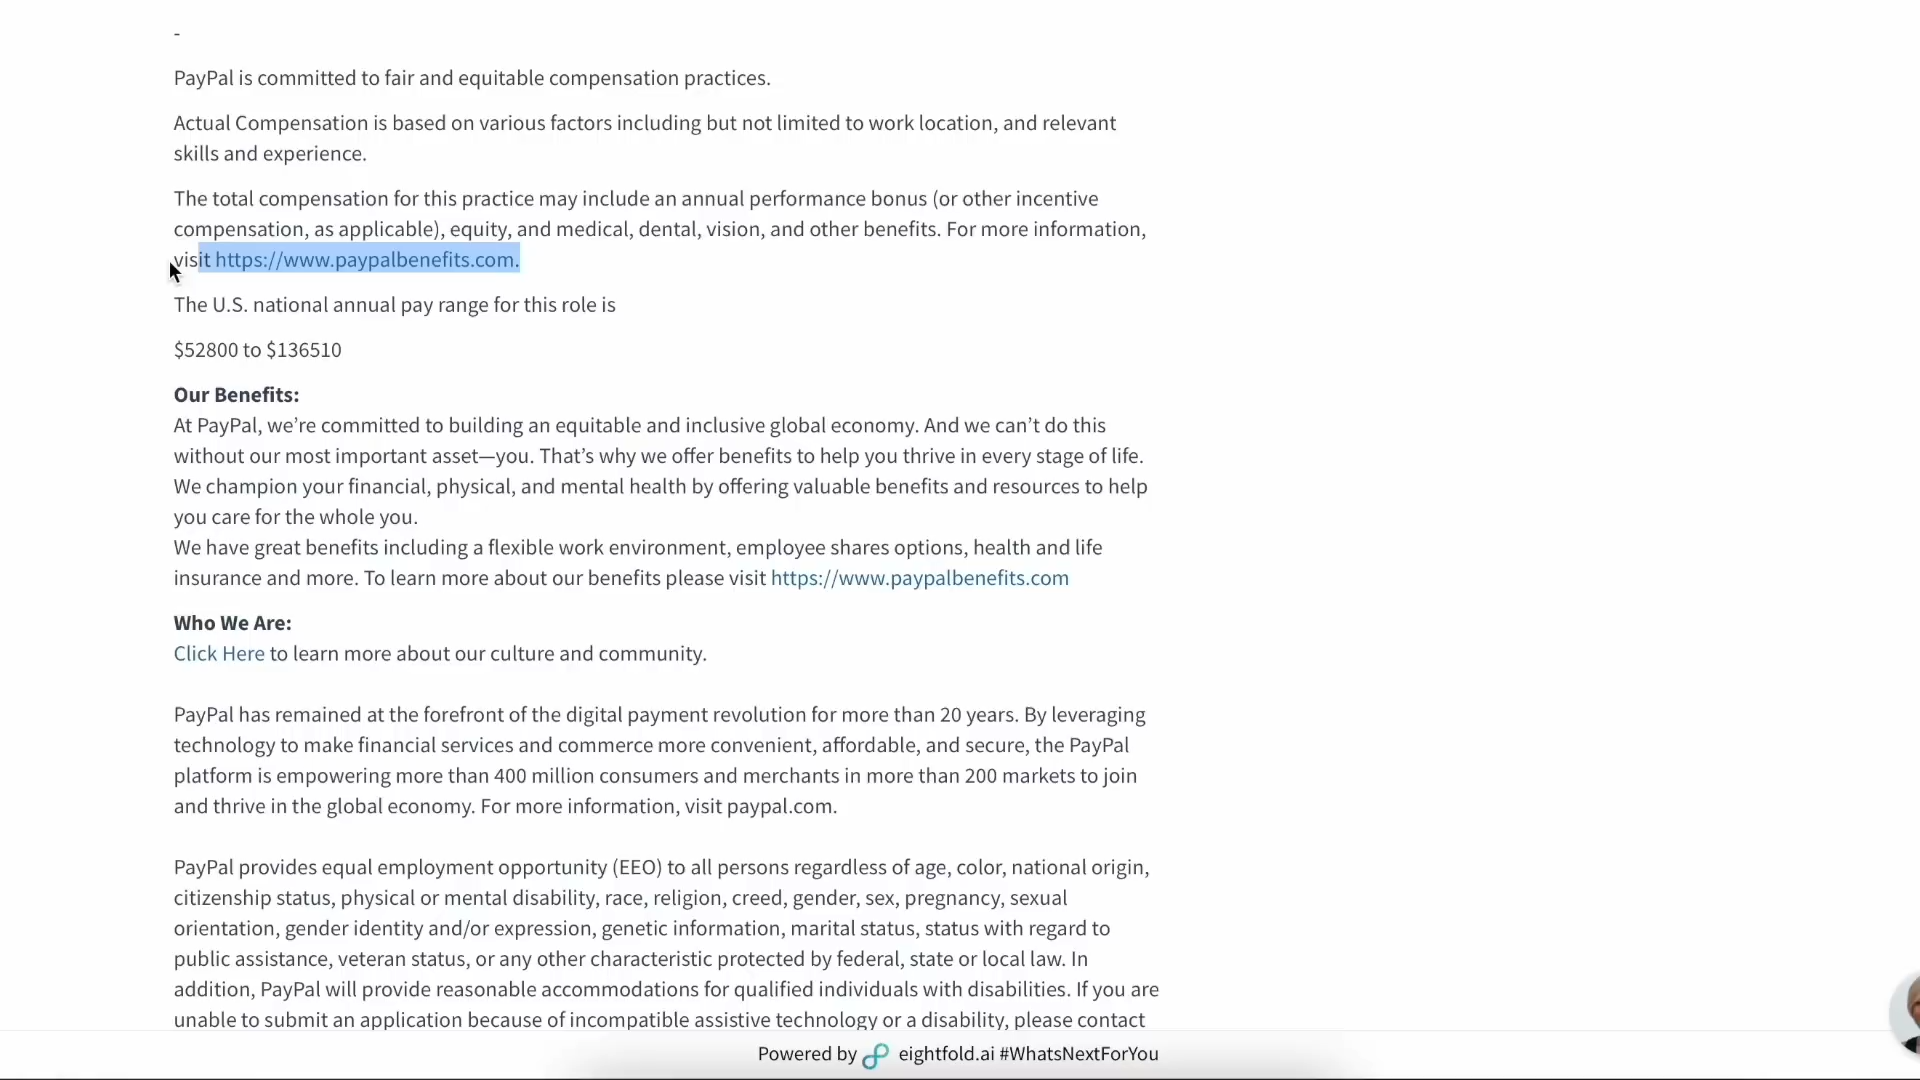 -
PayPal is committed to fair and equitable compensation practices.
Actual Compensation is based on various factors including but not limited to work location, and relevant
skills and experience.
The total compensation for this practice may include an annual performance bonus (or other incentive
compensation, as applicable), equity, and medical, dental, vision, and other benefits. For more information,
visit https://www.paypalbenefits.com.
The U.S. national annual pay range for this role is
$52800 to $136510
Our Benefits:
At PayPal, we’re committed to building an equitable and inclusive global economy. And we can’t do this
without our most important asset—you. That’s why we offer benefits to help you thrive in every stage of life.
We champion your financial, physical, and mental health by offering valuable benefits and resources to help
you care for the whole you.
We have great benefits including a flexible work environment, employee shares options, health and life
insurance and more. To learn more about our benefits please visit https://www.paypalbenefits.com
Who We Are:
Click Here to learn more about our culture and community.
PayPal has remained at the forefront of the digital payment revolution for more than 20 years. By leveraging
technology to make financial services and commerce more convenient, affordable, and secure, the PayPal
platform is empowering more than 400 million consumers and merchants in more than 200 markets to join
and thrive in the global economy. For more information, visit paypal.com.
PayPal provides equal employment opportunity (EEO) to all persons regardless of age, color, national origin,
citizenship status, physical or mental disability, race, religion, creed, gender, sex, pregnancy, sexual
orientation, gender identity and/or expression, genetic information, marital status, status with regard to
public assistance, veteran status, or any other characteristic protected by federal, state or local law. In
addition, PayPal will provide reasonable accommodations for qualified individuals with disabilities. If you are
unable to submit an application because of incompatible assistive technology or a disability, please contact
Powered by eightfold.ai #WhatsNextForYou